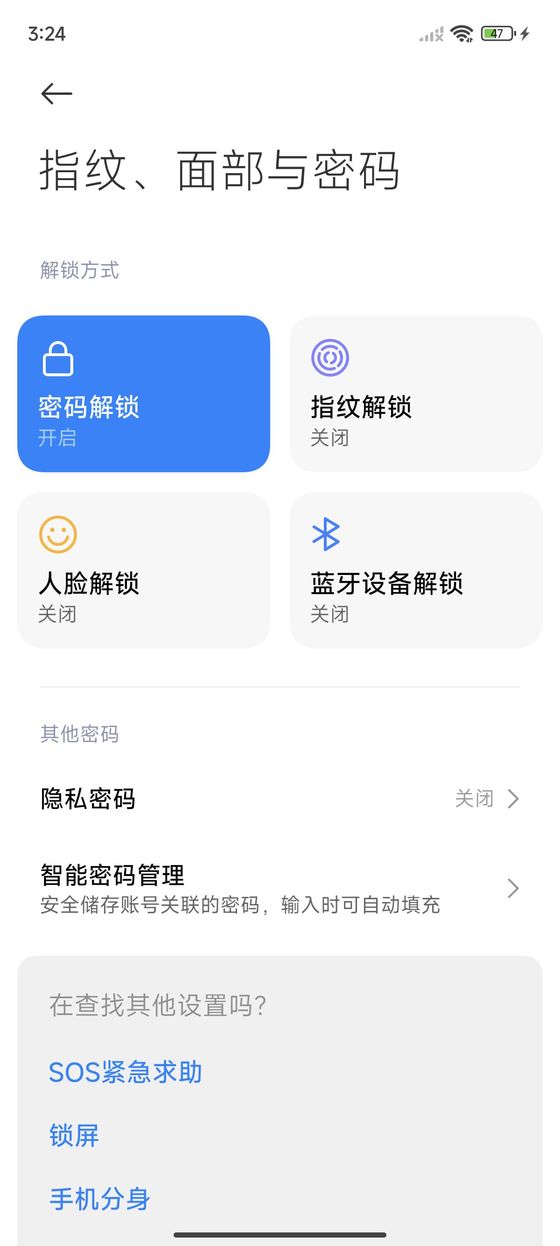 3:24
47
指纹、面部与密码
解锁方式
密码解锁
开启
指纹解锁
关闭
人脸解锁
关闭
蓝牙设备解锁
关闭
其他密码
隐私密码
关闭
智能密码管理
安全储存账号关联的密码，输入时可自动填充
在查找其他设置吗?
SOS紧急求助
锁屏
手机分身